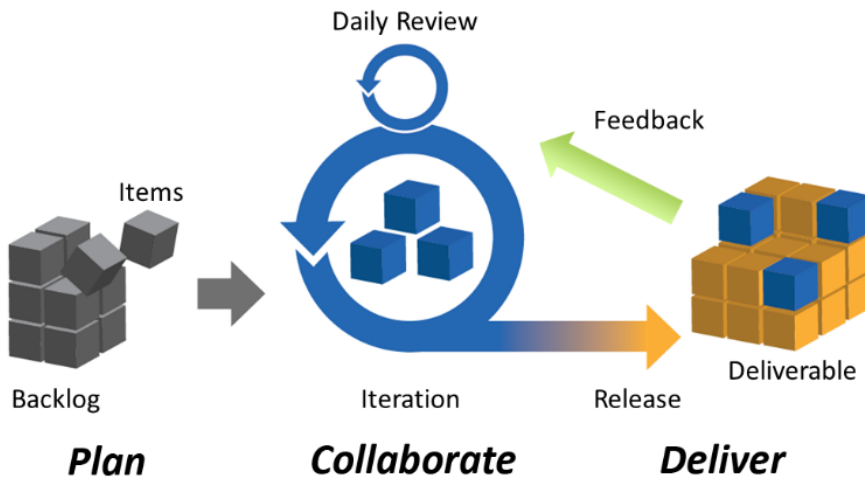 Daily Review
Feedback
Items
Backlog
Iteration
Release
Deliverable
Plan
Collaborate
Deliver